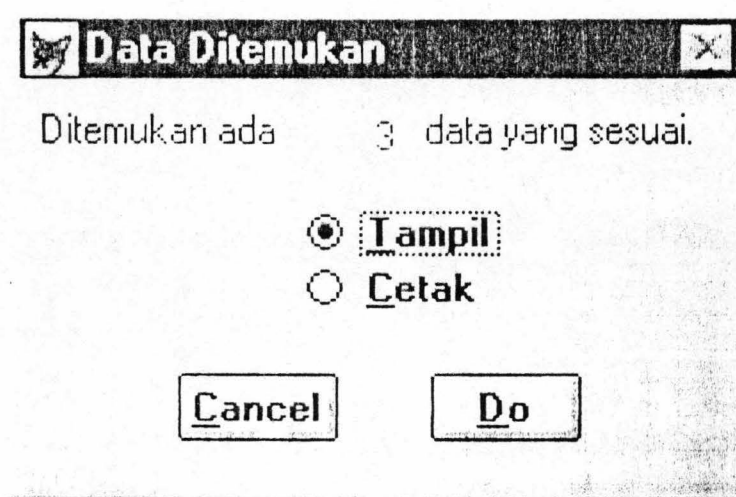 Data Ditemukan
Ditemukan ada 3 data yang sesuai.
Tampil
Cetak
Cancel Do